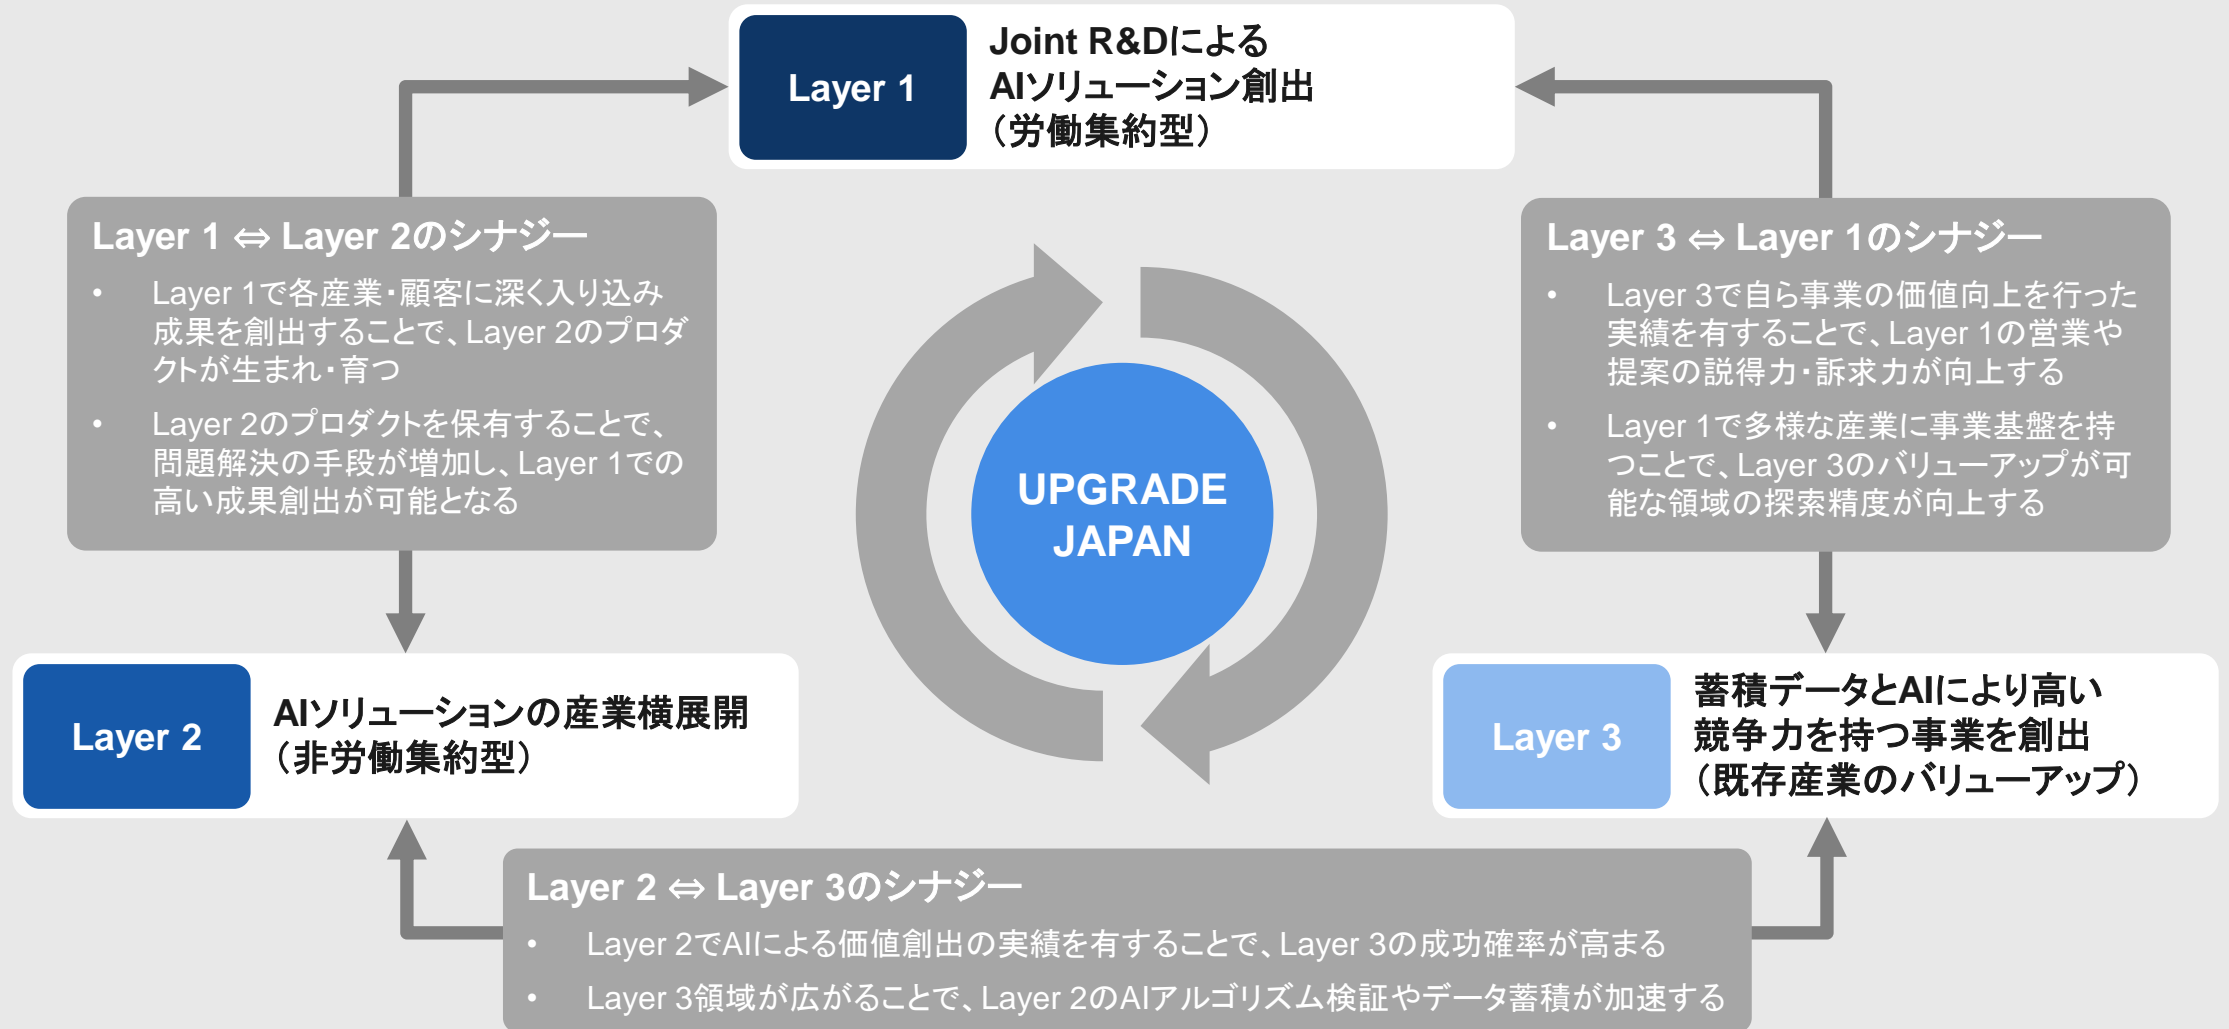 Layer 1
Joint R&Dによる
AIソリューション創出
（労働集約型）
Layer 1 ⇔ Layer 2のシナジー
• Layer 1で各産業・顧客に深く入り込み
成果を創出することで、Layer 2のプロダ
クトが生まれ・育つ
• Layer 2のプロダクトを保有することで、
問題解決の手段が増加し、Layer 1での
高い成果創出が可能となる
Layer 3 ⇔ Layer 1のシナジー
• Layer 3で自ら事業の価値向上を行った
実績を有することで、Layer 1の営業や
提案の説得力・訴求力が向上する
• Layer 1で多様な産業に事業基盤を持
つことで、Layer 3のバリューアップが可
能な領域の探索精度が向上する
UPGRADE
JAPAN
Layer 2
AIソリューションの産業横展開
（非労働集約型）
Layer 3
蓄積データとAIにより高い
競争力を持つ事業を創出
（既存産業のバリューアップ）
Layer 2 ⇔ Layer 3のシナジー
• Layer 2でAIによる価値創出の実績を有することで、Layer 3の成功確率が高まる
• Layer 3領域が広がることで、Layer 2のAIアルゴリズム検証やデータ蓄積が加速する